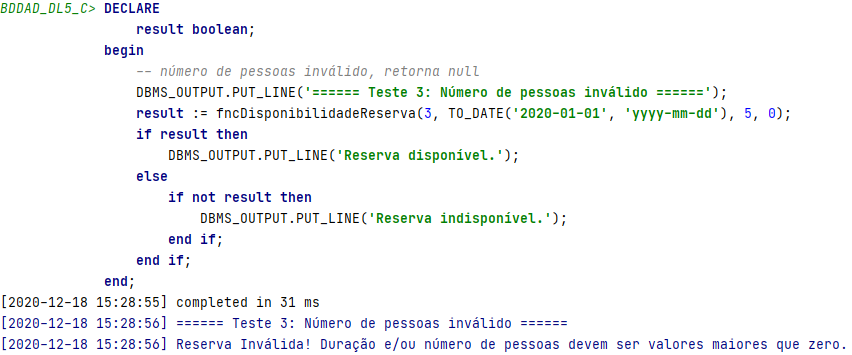 BDDAD_DL5_C> DECLARE
result boolean;
begin
-- número de pessoas inválido, retorna null
DBMS_OUTPUT.PUT_LINE('====== Teste 3: Número de pessoas inválido ======');
result := fncDisponibilidadeReserva(3, TO_DATE('2020-01-01', 'yyyy-mm-dd'), 5, 0);
if result then
DBMS_OUTPUT.PUT_LINE('Reserva disponível.');
else
if not result then
DBMS_OUTPUT.PUT_LINE('Reserva indisponível.');
end if;
end if;
end;
[2020-12-18 15:28:55] completed in 31 ms
[2020-12-18 15:28:56] ====== Teste 3: Número de pessoas inválido ======
[2020-12-18 15:28:56] Reserva Inválida! Duração e/ou número de pessoas devem ser valores maiores que zero.